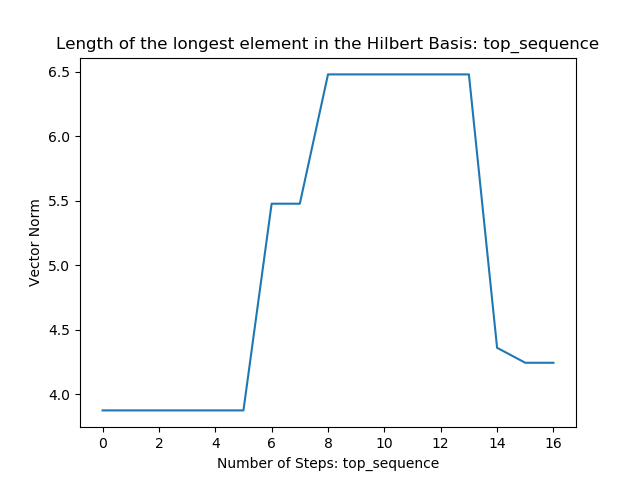 Length of the longest element in the Hilbert Basis: top_sequence
6.5
6.0
5.5
5.0
4.5
4.0
Vector Norm
0 2 4 6 8 10 12 14 16
Number of Steps: top_sequence